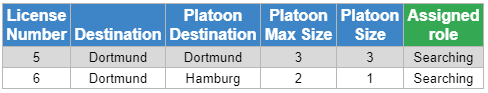 License Number Destination Platoon Destination Platoon Max Size Platoon Size Assigned role
5 Dortmund Dortmund 3 3 Searching
6 Dortmund Hamburg 2 1 Searching